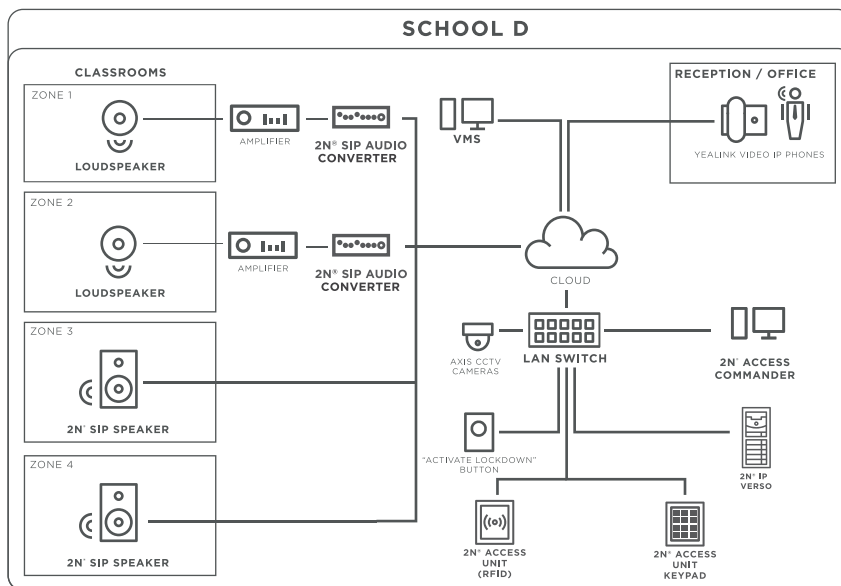 SCHOOL D
CLASSROOMS
ZONE 1
LOUDSPEAKER
AMPLIFIER
2N® SIP AUDIO
CONVERTER
VMS
RECEPTION / OFFICE
YEALINK VIDEO IP PHONES
ZONE 2
LOUDSPEAKER
AMPLIFIER
2N® SIP AUDIO
CONVERTER
CLOUD
ZONE 3
2N® SIP SPEAKER
AXIS CCTV
CAMERAS
LAN SWITCH
2N® ACCESS
COMMANDER
ZONE 4
2N® SIP SPEAKER
"ACTIVATE LOCKDOWN"
BUTTON
2N® IP
VERSO
2N® ACCESS
UNIT
(RFID)
2N® ACCESS
UNIT
KEYPAD